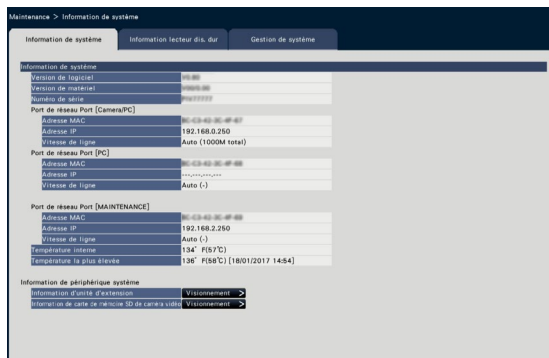 Maintenance > Information de système
Information de système Information lecteur dis. dur Gestion de système
Information de système
Version de logiciel
Version de matériel
Numéro de série
Port de réseau Port [Camera/PC]
Adresse MAC
Adresse IP 192.168.0.250
Vitesse de ligne Auto (1000M total)
Port de réseau Port [PC]
Adresse MAC
Adresse IP ---.---.---.---
Vitesse de ligne Auto (-)
Port de réseau Port [MAINTENANCE]
Adresse MAC
Adresse IP 192.168.2.250
Vitesse de ligne Auto (-)
Température interne 134° F(57℃)
Température la plus élevée 136° F(58℃) [18/01/2017 14:54]
Information de périphérique système
Information d'unité d'extension Visionnement >
Information de carte de mémoire SD de caméra vidéo Visionnement >